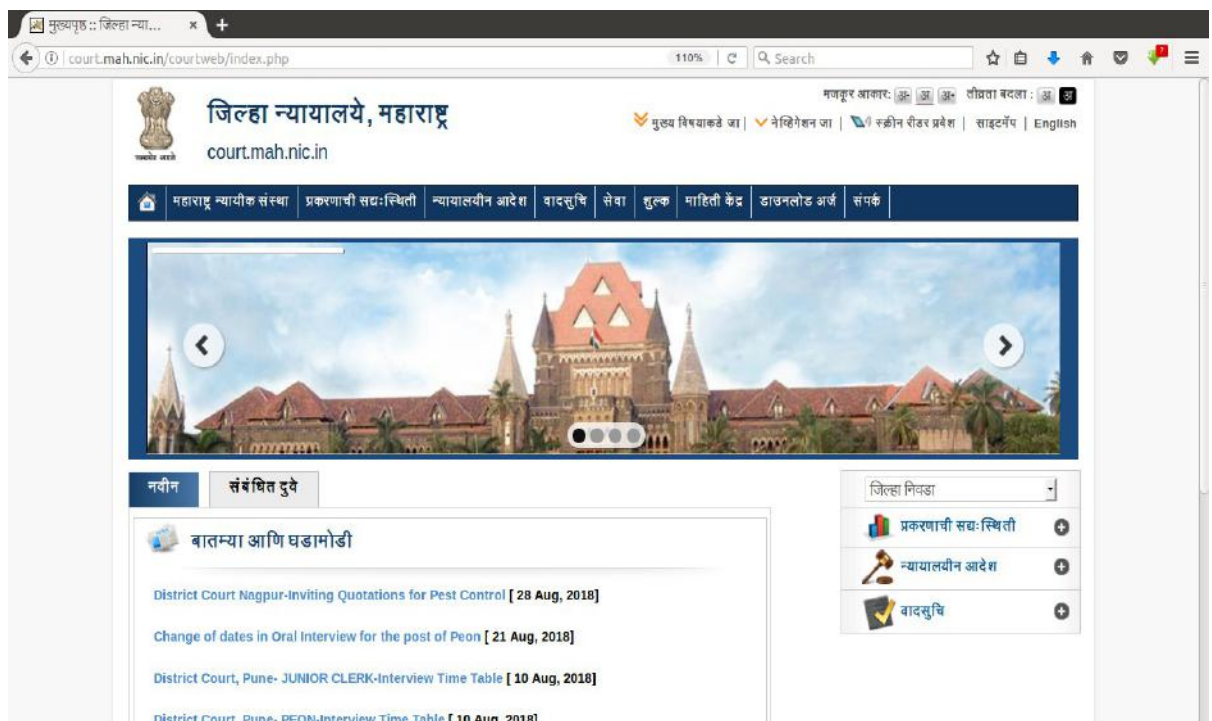 मुख्यपृष्ठ :: जिल्हा न्या...
court.mah.nic.in/courtweb/index.php 110% Search
मजकूर आकार: अ- अ अ+ तीव्रता बदला : अ अ
मुख्य विषयाकडे जा | नेव्हिगेशन जा | स्क्रीन रीडर प्रवेश | साइटमॅप | English
जिल्हा न्यायालये, महाराष्ट्र
court.mah.nic.in
सत्यमेव जयते
महाराष्ट्र न्यायीक संस्था प्रकरणाची सद्यःस्थिती न्यायालयीन आदेश वादसुचि सेवा शुल्क माहिती केंद्र डाउनलोड अर्ज संपर्क
नवीन संबंधित दुवे
बातम्या आणि घडामोडी
District Court Nagpur-Inviting Quotations for Pest Control [ 28 Aug, 2018]
Change of dates in Oral Interview for the post of Peon [ 21 Aug, 2018]
District Court, Pune- JUNIOR CLERK-Interview Time Table [ 10 Aug, 2018]
District Court, Pune- PEON-Interview Time Table [ 10 Aug, 2018]
जिल्हा निवडा
प्रकरणाची सद्यःस्थिती
न्यायालयीन आदेश
वादसुचि